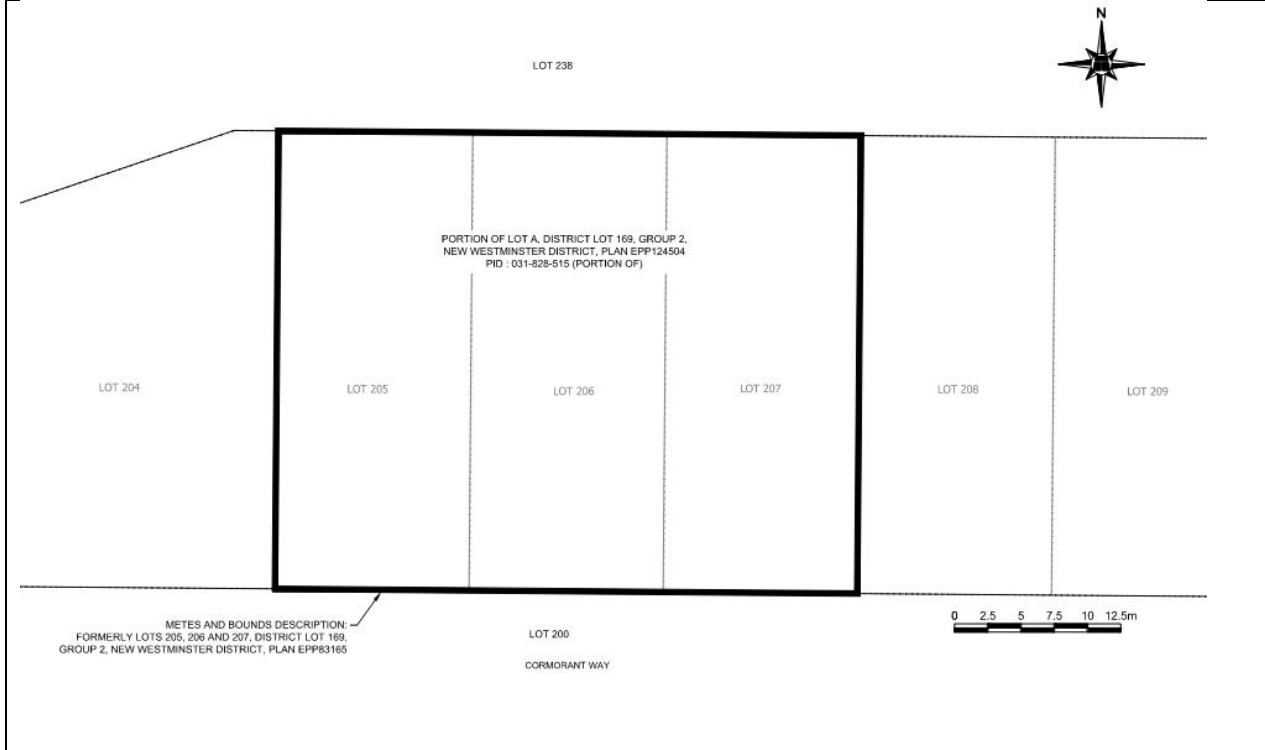 N
LOT 238
PORTION OF LOT A, DISTRICT LOT 169, GROUP 2,
NEW WESTMINSTER DISTRICT, PLAN EPP124504
PID : 031-828-515 (PORTION OF)
LOT 204
LOT 205
LOT 206
LOT 207
LOT 208
LOT 209
0 2.5 5 7.5 10 12.5m
METES AND BOUNDS DESCRIPTION:
FORMERLY LOTS 205, 206 AND 207, DISTRICT LOT 169,
GROUP 2, NEW WESTMINSTER DISTRICT, PLAN EPP83165
LOT 200
CORMORANT WAY